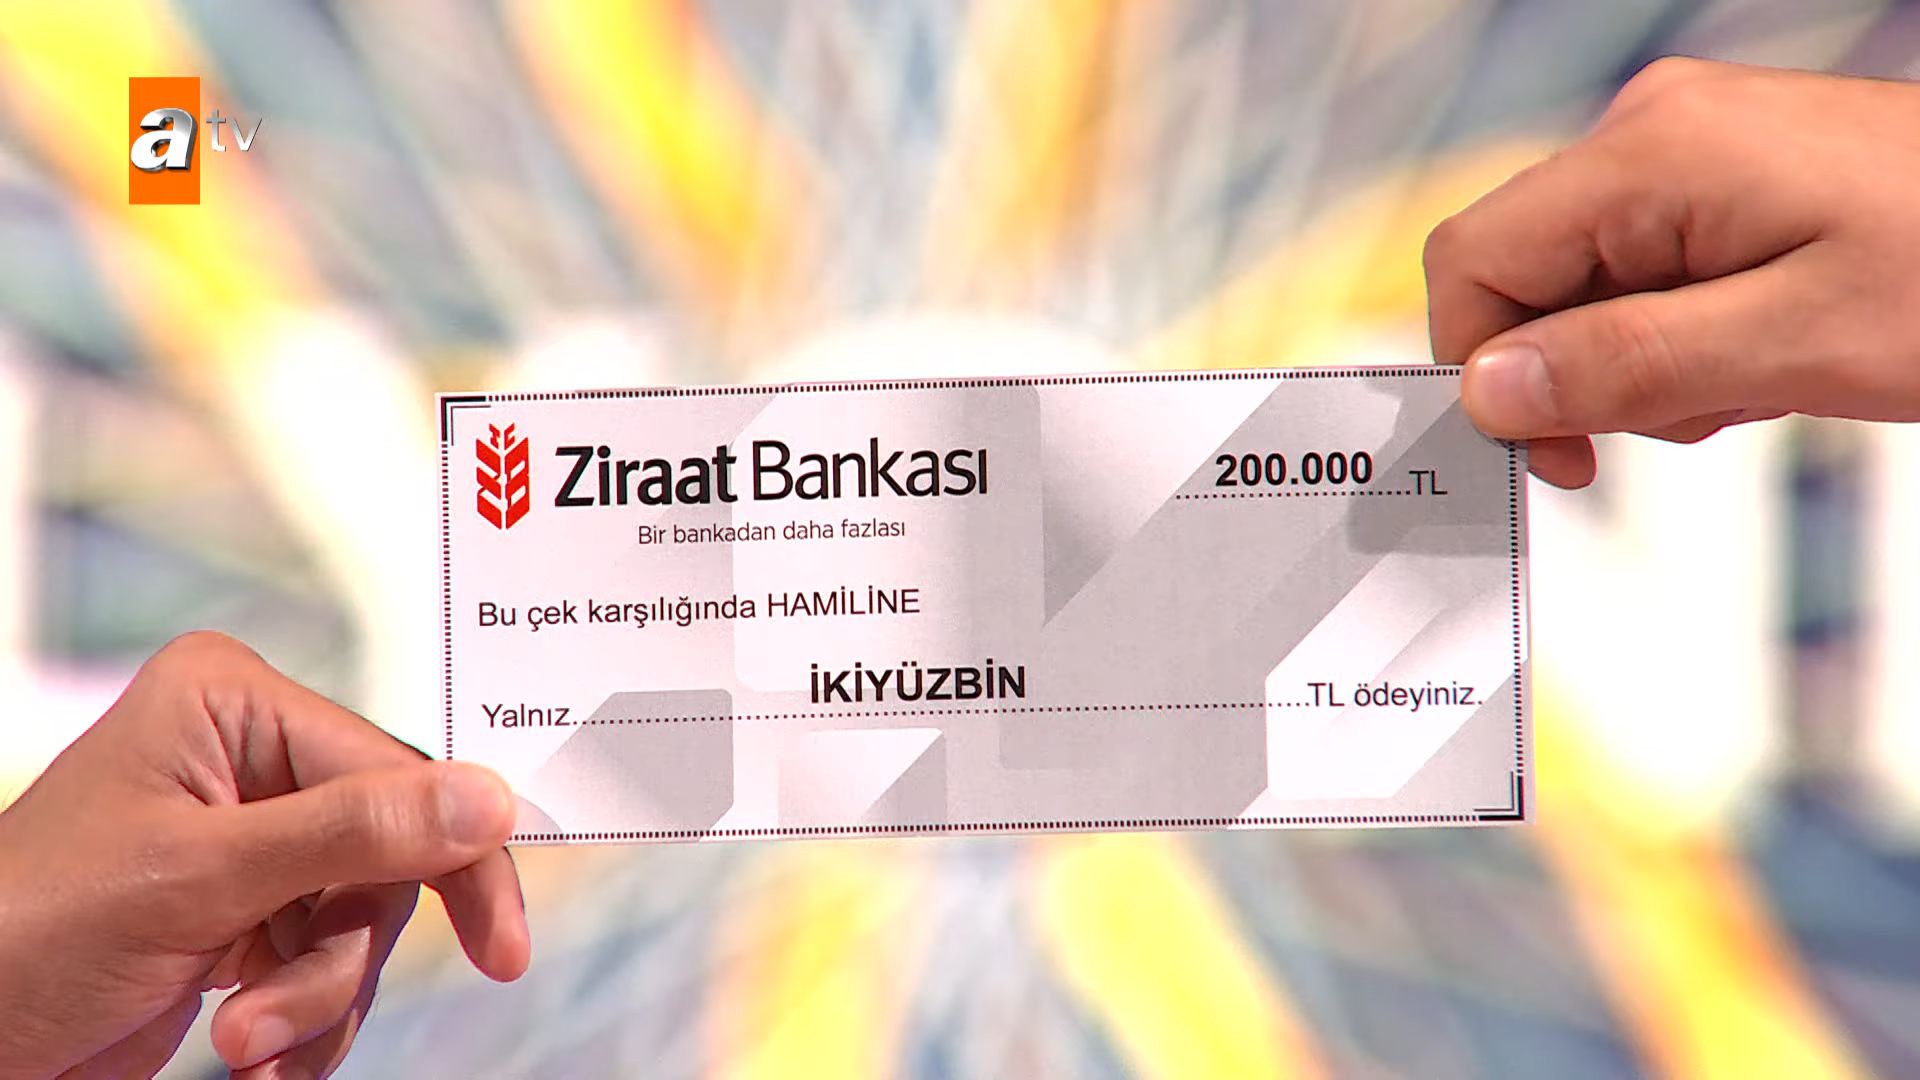 atv
TC
Ziraat Bankası
Bir bankadan daha fazlası
200.000 TL
Bu çek karşılığında HAMİLİNE
Yalnız.....İKİYÜZBİN.....TL ödeyiniz.